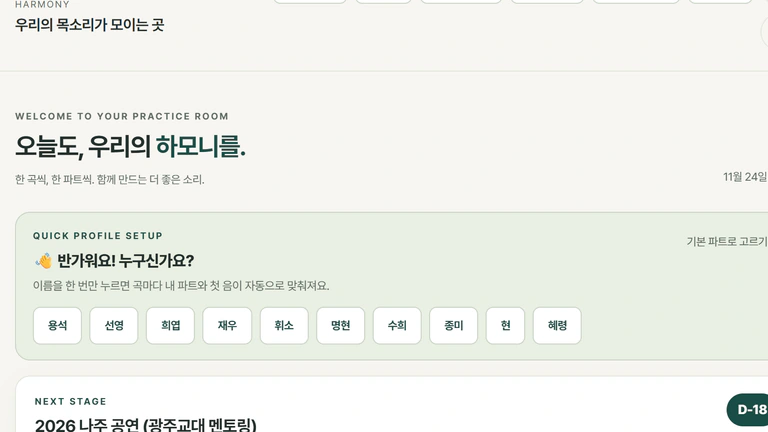 HARMONY
우리의 목소리가 모이는 곳
WELCOME TO YOUR PRACTICE ROOM
오늘도, 우리의 하모니를.
한 곡씩, 한 파트씩. 함께 만드는 더 좋은 소리.
11월 24일
QUICK PROFILE SETUP
기본 파트로 고르기
👋 반가워요! 누구신가요?
이름을 한 번만 누르면 곡마다 내 파트와 첫 음이 자동으로 맞춰져요.
용석 선영 희엽 재우 휘소 명현 수희 종미 현 혜령
NEXT STAGE
D-18
2026 나주 공연 (광주교대 멘토링)